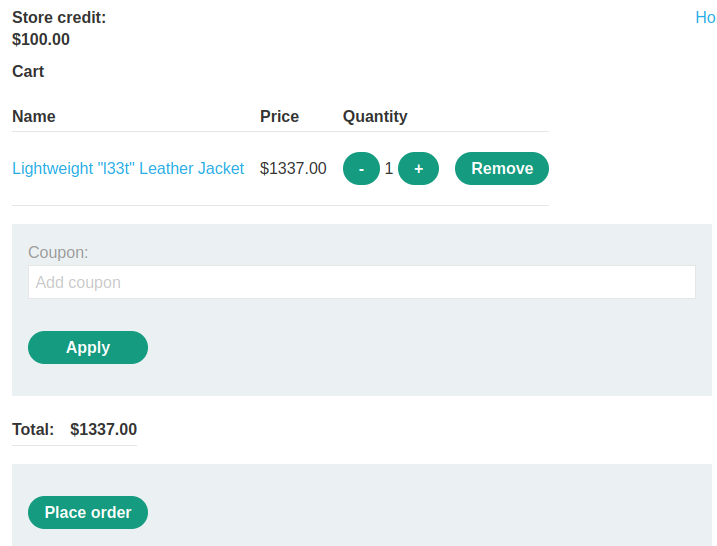 Store credit:
$100.00
Ho
Cart
Name Price Quantity
Lightweight "l33t" Leather Jacket $1337.00 - 1 + Remove
Coupon:
Add coupon
Apply
Total: $1337.00
Place order